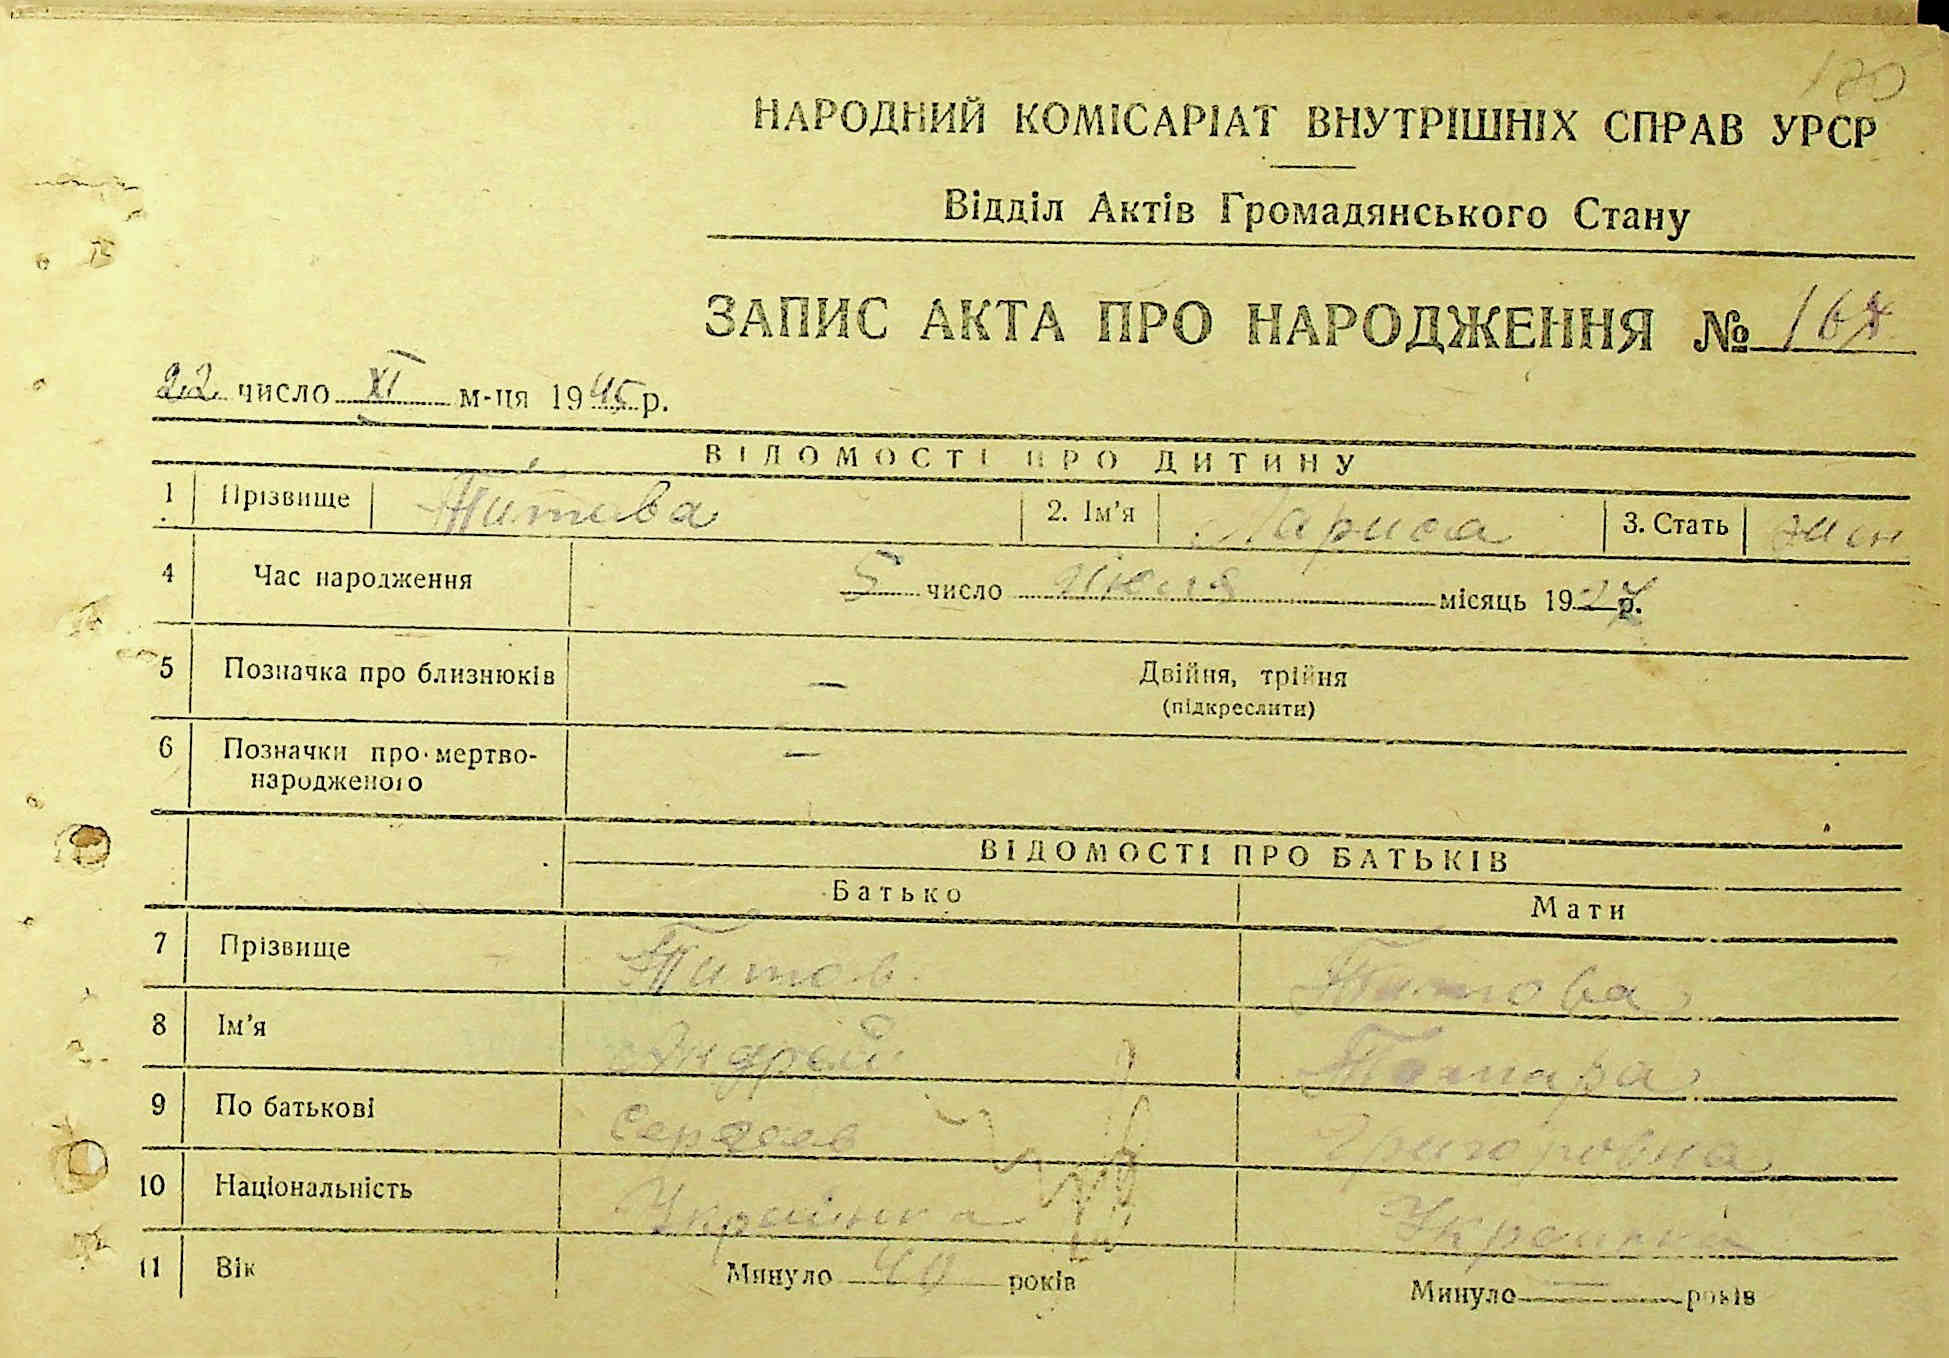 НАРОДНИЙ КОМІСАРІАТ ВНУТРІШНІХ СПРАВ УРСР
Відділ Актів Громадянського Стану
ЗАПИС АКТА ПРО НАРОДЖЕННЯ №
22 число XI м-ця 1945 р.
ВІДОМОСТІ ПРО ДИТИНУ
1 Прізвище Титова 2. Ім'я Лариса 3. Стать жен
4 Час народження 5 число июля місяць 1927 р.
5 Позначка про близнюків — Двійня, трійня
(підкреслити)
6 Позначки про мертво-
народженого —
ВІДОМОСТІ ПРО БАТЬКІВ
Батько Мати
7 Прізвище Титов Титова
8 Ім'я Андрей Тамара
9 По батькові Сергеев Григоровна
10 Національність Українка Украинка
11 Вік Минуло 40 років Минуло — років